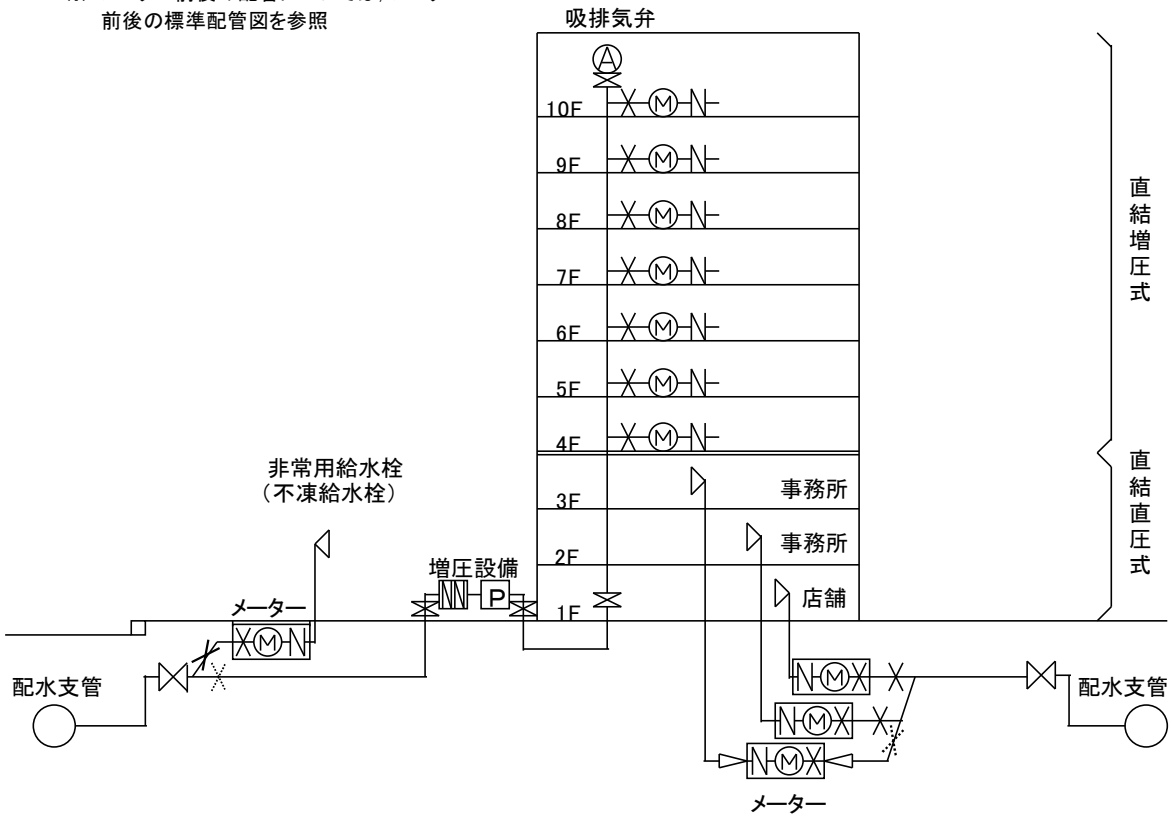 前後の標準配管図を参照
吸排気弁
A
10F M
9F M
8F M
7F M
6F M
5F M
4F M
3F 事務所
2F 事務所
1F 店舗
直結増圧式
直結直圧式
非常用給水栓
（不凍給水栓）
増圧設備
P
メーター
M
配水支管
M
配水支管
M
M
メーター